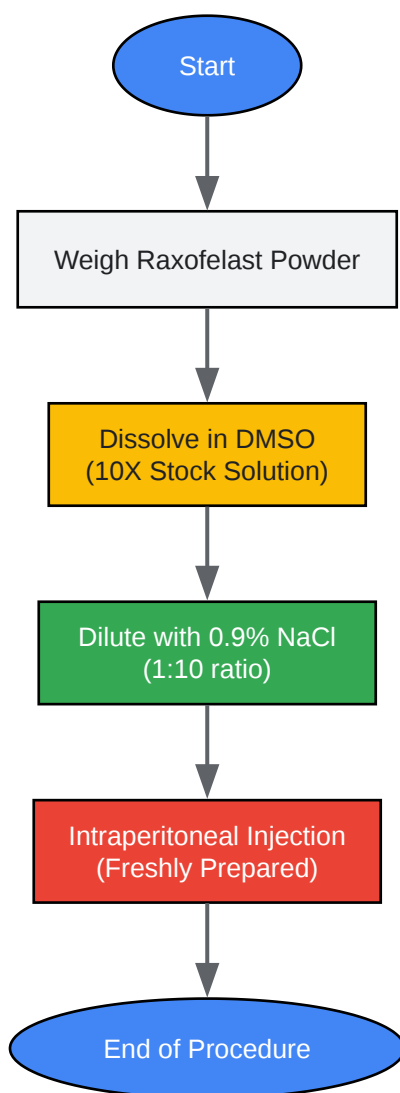 Start
Weigh Raxofelast Powder
Dissolve in DMSO
(10X Stock Solution)
Dilute with 0.9% NaCl
(1:10 ratio)
Intraperitoneal Injection
(Freshly Prepared)
End of Procedure